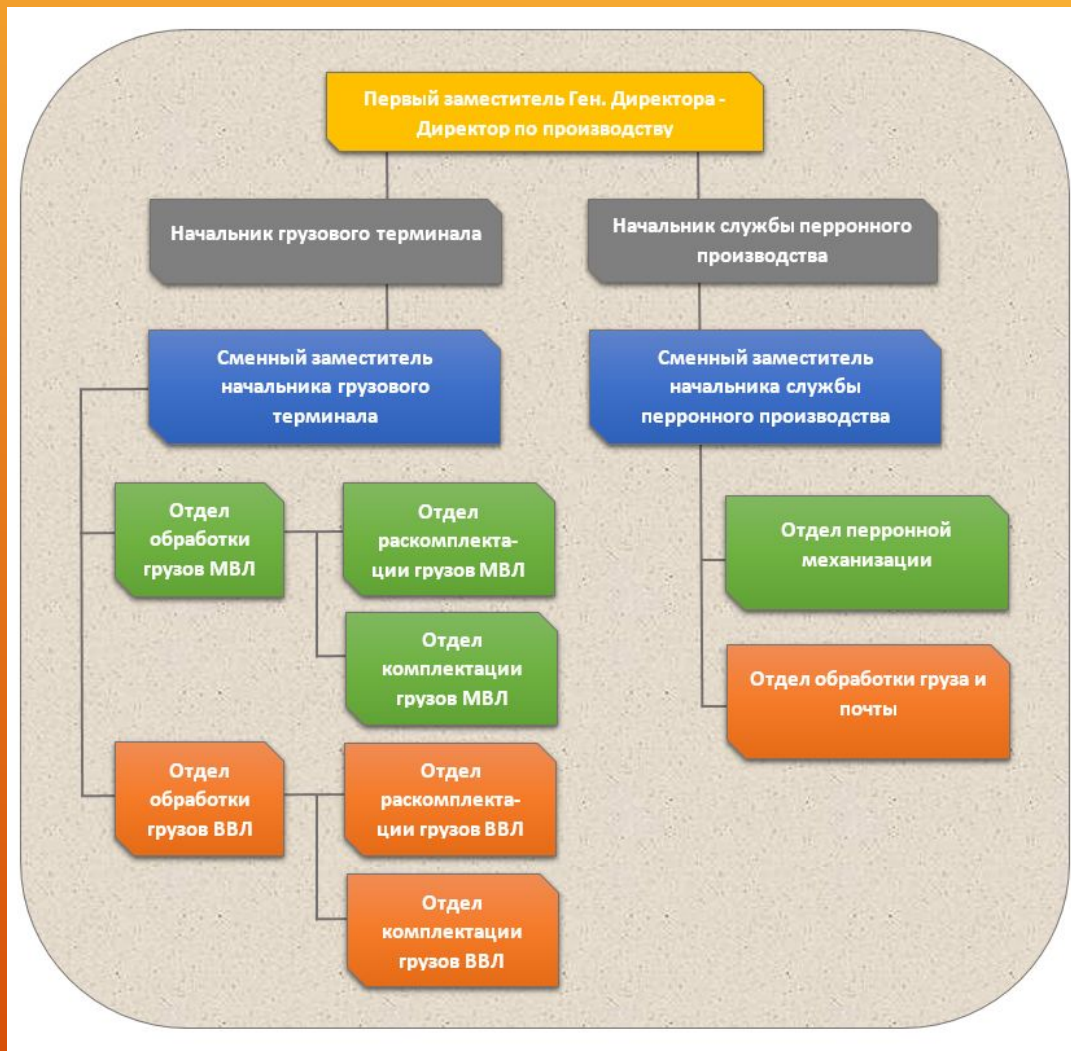 Первый заместитель Ген. Директора -
Директор по производству
Начальник грузового терминала
Начальник службы перронного
производства
Сменный заместитель
начальника грузового
терминала
Сменный заместитель
начальника службы
перронного производства
Отдел
обработки
грузов МВЛ
Отдел
раскомплекта-
ции грузов МВЛ
Отдел
комплектации
грузов МВЛ
Отдел перронной
механизации
Отдел обработки груза и
почты
Отдел
обработки
грузов ВВЛ
Отдел
раскомплекта-
ции грузов ВВЛ
Отдел
комплектации
грузов ВВЛ